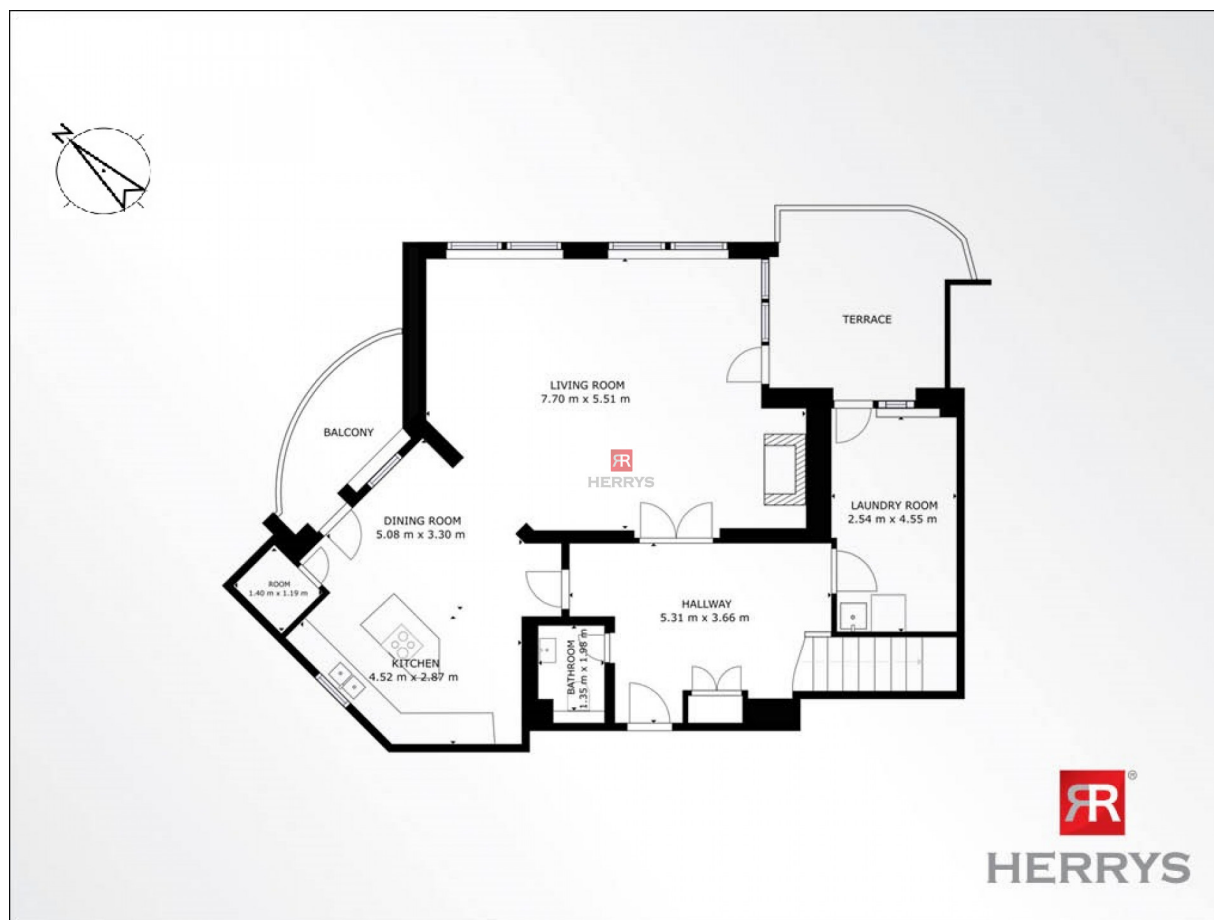 N
TERRACE
LIVING ROOM
7.70 m x 5.51 m
BALCONY
RR
HERRYS
DINING ROOM
5.08 m x 3.30 m
LAUNDRY ROOM
2.54 m x 4.55 m
ROOM
1.40 m x 1.19 m
HALLWAY
5.31 m x 3.66 m
KITCHEN
4.52 m x 2.87 m
BATHROOM
1.35 m x 1.98 m
RR®
HERRYS